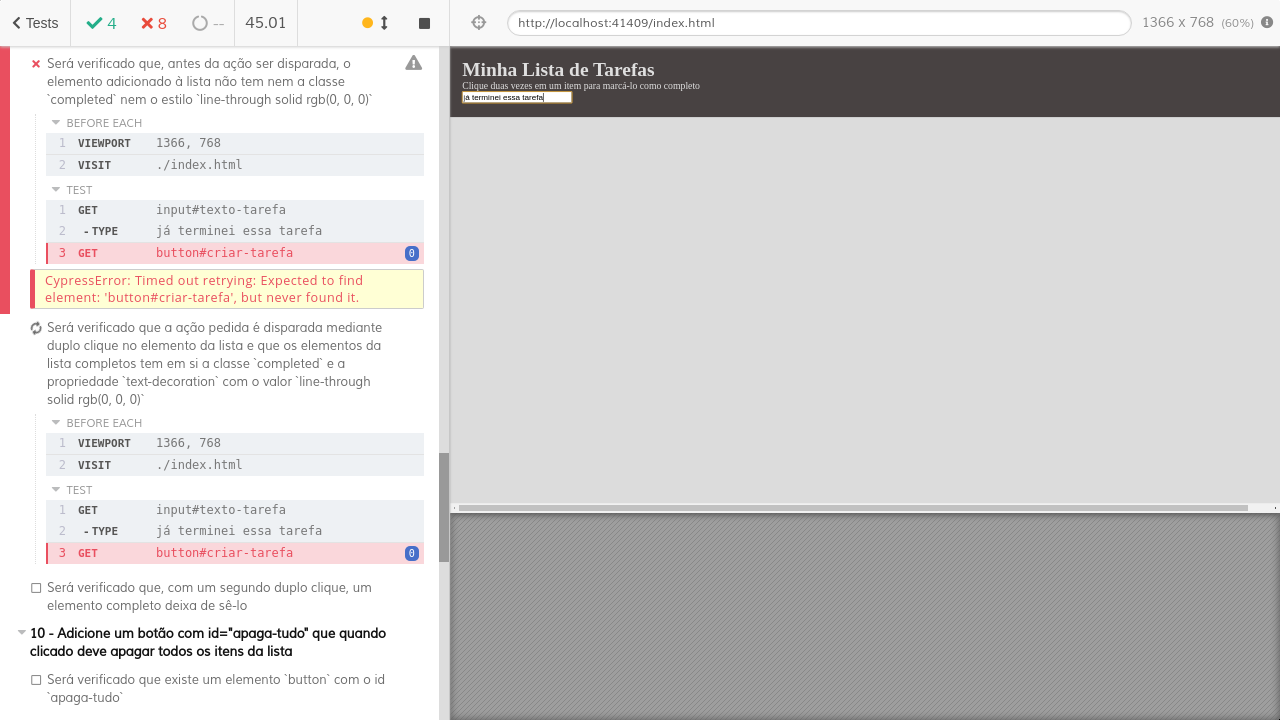 Tests
4
8
--
45.01
http://localhost:41409/index.html
1366 x 768 (60%)
Será verificado que, antes da ação ser disparada, o
elemento adicionado à lista não tem nem a classe
`completed` nem o estilo `line-through solid rgb(0, 0, 0)`
BEFORE EACH
1 VIEWPORT 1366, 768
2 VISIT ./index.html
TEST
1 GET input#texto-tarefa
2 -TYPE já terminei essa tarefa
3 GET button#criar-tarefa 0
CypressError: Timed out retrying: Expected to find
element: 'button#criar-tarefa', but never found it.
Será verificado que a ação pedida é disparada mediante
duplo clique no elemento da lista e que os elementos da
lista completos tem em si a classe `completed` e a
propriedade `text-decoration` com o valor `line-through
solid rgb(0, 0, 0)`
BEFORE EACH
1 VIEWPORT 1366, 768
2 VISIT ./index.html
TEST
1 GET input#texto-tarefa
2 -TYPE já terminei essa tarefa
3 GET button#criar-tarefa 0
Será verificado que, com um segundo duplo clique, um
elemento completo deixa de sê-lo
10 - Adicione um botão com id="apaga-tudo" que quando
clicado deve apagar todos os itens da lista
Será verificado que existe um elemento `button` com o id
`apaga-tudo`
Minha Lista de Tarefas
Clique duas vezes em um item para marcá-lo como completo
já terminei essa tarefa